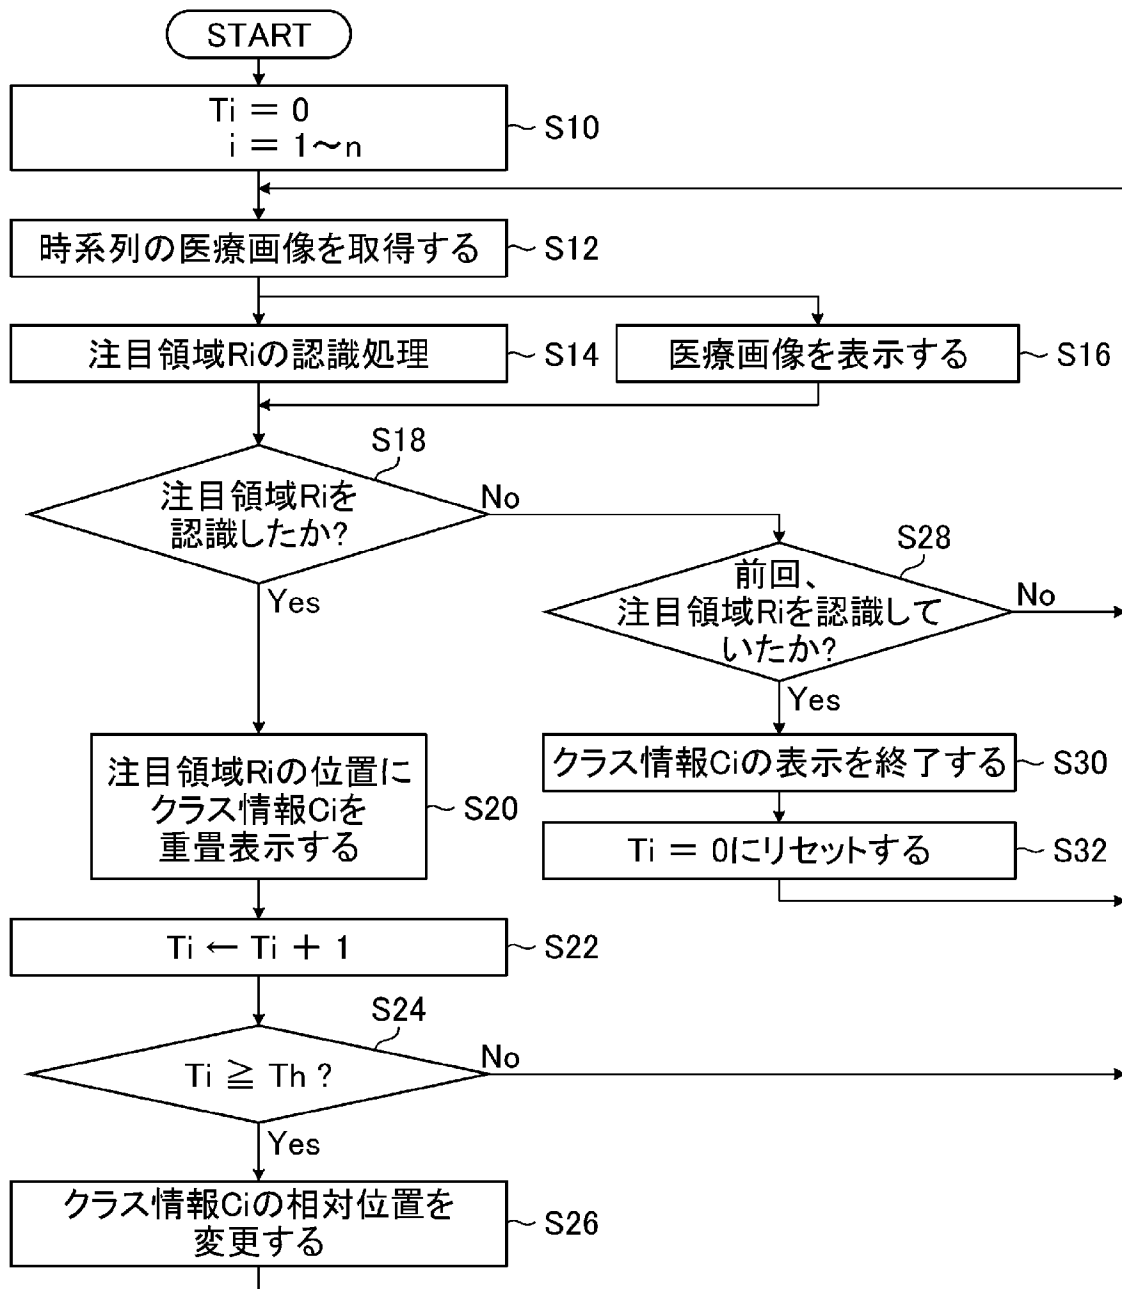 START
Ti = 0
i = 1～n
～S10
時系列の医療画像を取得する
～S12
注目領域Riの認識処理
～S14
医療画像を表示する
～S16
S18
注目領域Riを
認識したか?
No
Yes
S28
前回、
注目領域Riを認識して
いたか?
No
Yes
注目領域Riの位置に
クラス情報Ciを
重畳表示する
～S20
クラス情報Ciの表示を終了する
～S30
Ti = 0にリセットする
～S32
Ti ← Ti + 1
～S22
S24
Ti ≧ Th ?
No
Yes
クラス情報Ciの相対位置を
変更する
～S26